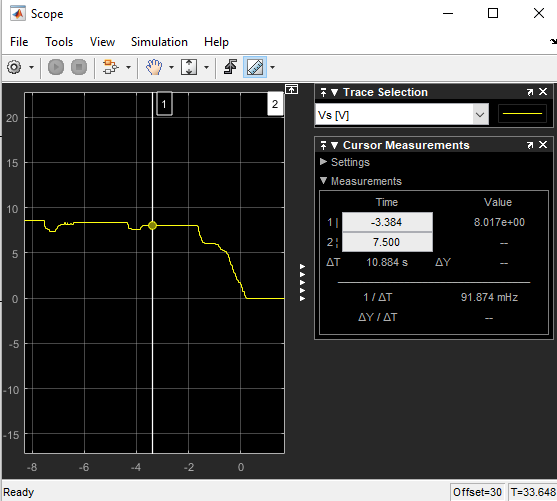 Scope
File Tools View Simulation Help
1 2
20
15
10
5
0
-5
-10
-15
-8 -6 -4 -2 0
Trace Selection
Vs [V]
Cursor Measurements
Settings
Measurements
Time Value
1 -3.384 8.017e+00
2 7.500 --
ΔT 10.884 s ΔY --
1 / ΔT 91.874 mHz
ΔY / ΔT --
Ready Offset=30 T=33.648